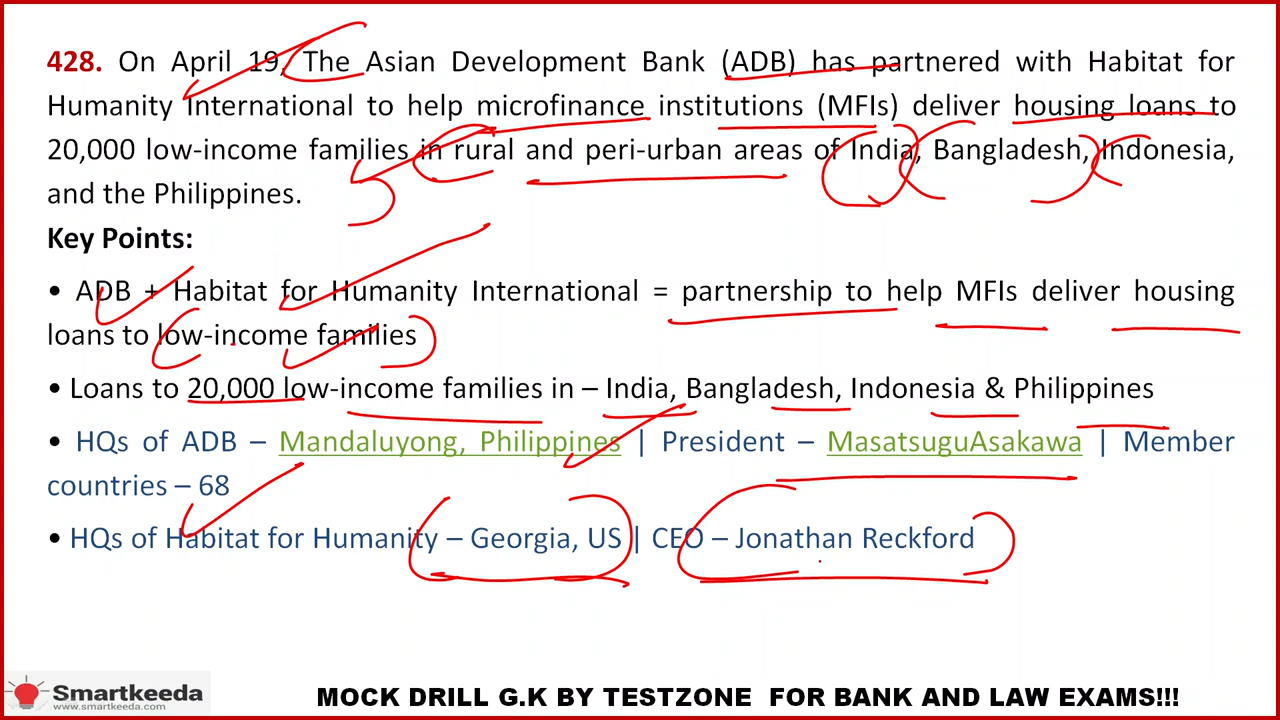 428. On April 19, The Asian Development Bank (ADB) has partnered with Habitat for
Humanity International to help microfinance institutions (MFIs) deliver housing loans to
20,000 low-income families in rural and peri-urban areas of India, Bangladesh, Indonesia,
and the Philippines.
Key Points:
• ADB + Habitat for Humanity International = partnership to help MFIs deliver housing
loans to low-income families
• Loans to 20,000 low-income families in – India, Bangladesh, Indonesia & Philippines
• HQs of ADB – Mandaluyong, Philippines | President – MasatsuguAsakawa | Member
countries – 68
• HQs of Habitat for Humanity – Georgia, US | CEO – Jonathan Reckford
Smartkeeda
www.smartkeeda.com
MOCK DRILL G.K BY TESTZONE FOR BANK AND LAW EXAMS!!!